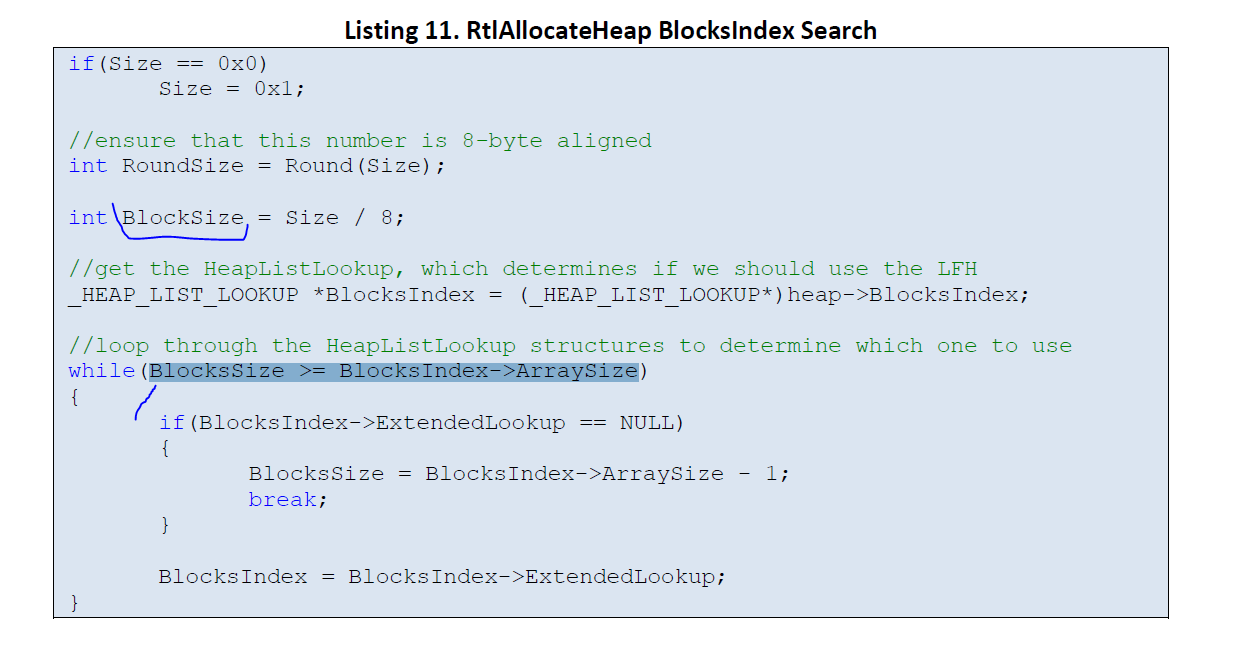 Listing 11. RtlAllocateHeap BlocksIndex Search
if(Size == 0x0)
Size = 0x1;
//ensure that this number is 8-byte aligned
int RoundSize = Round(Size);
int BlockSize = Size / 8;
//get the HeapListLookup, which determines if we should use the LFH
_HEAP_LIST_LOOKUP *BlocksIndex = (_HEAP_LIST_LOOKUP*)heap->BlocksIndex;
//loop through the HeapListLookup structures to determine which one to use
while(BlocksSize >= BlocksIndex->ArraySize)
{
if(BlocksIndex->ExtendedLookup == NULL)
{
BlocksSize = BlocksIndex->ArraySize - 1;
break;
}
BlocksIndex = BlocksIndex->ExtendedLookup;
}